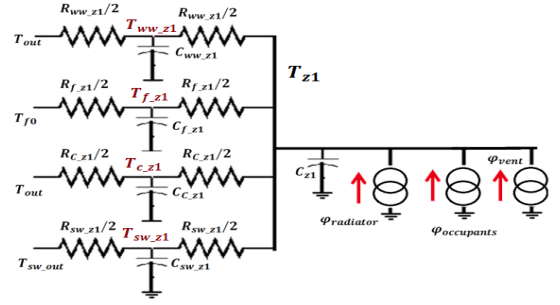 R_ww_z1/2 T_ww_z1 R_ww_z1/2
T_out C_ww_z1
T_z1
R_f_z1/2 T_f_z1 R_f_z1/2
T_f0 C_f_z1
R_C_z1/2 T_c_z1 R_C_z1/2
T_out C_C_z1
C_z1 φ_vent
φ_radiator φ_occupants
R_sw_z1/2 T_sw_z1 R_sw_z1/2
T_sw_out C_sw_z1